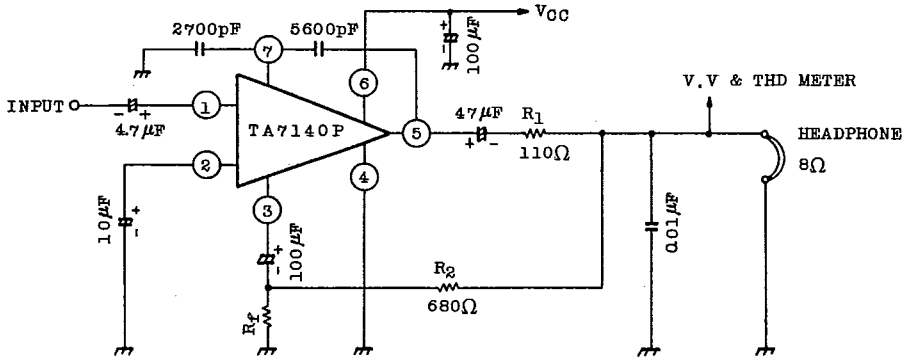 2700pF
5600pF
VCC
100μF
+
-
7
6
V.V & THD METER
INPUT
1
- +
4.7μF
TA7140P
5
47μF
+ -
R1
110Ω
HEADPHONE
8Ω
2
4
10μF
+
-
3
100μF
+
-
0.01μF
R2
680Ω
Rf